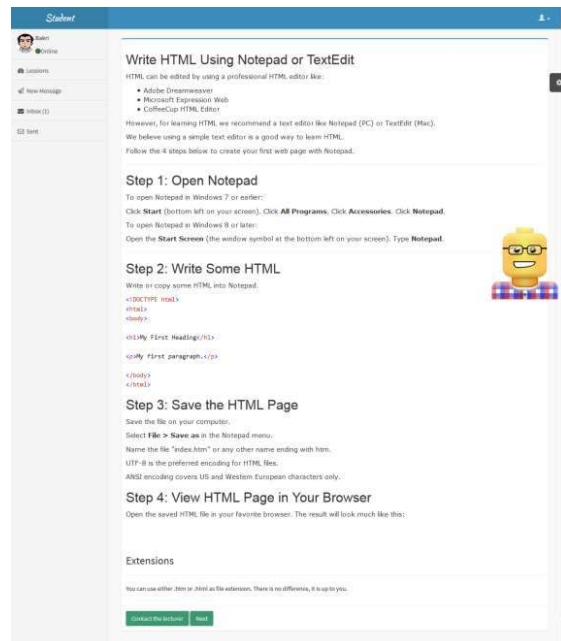 Student
Bakri
Online
Lessions
New Message
Inbox (1)
Sent
Write HTML Using Notepad or TextEdit
HTML can be edited by using a professional HTML editor like:
Adobe Dreamweaver
Microsoft Expression Web
CoffeeCup HTML Editor
However, for learning HTML we recommend a text editor like Notepad (PC) or TextEdit (Mac).
We believe using a simple text editor is a good way to learn HTML.
Follow the 4 steps below to create your first web page with Notepad.
Step 1: Open Notepad
To open Notepad in Windows 7 or earlier:
Click Start (bottom left on your screen). Click All Programs. Click Accessories. Click Notepad.
To open Notepad in Windows 8 or later:
Open the Start Screen (the window symbol at the bottom left on your screen). Type Notepad.
Step 2: Write Some HTML
Write or copy some HTML into Notepad.
<!DOCTYPE html>
<html>
<body>
<h1>My First Heading</h1>
<p>My first paragraph.</p>
</body>
</html>
Step 3: Save the HTML Page
Save the file on your computer.
Select File > Save as in the Notepad menu.
Name the file "index.htm" or any other name ending with htm.
UTF-8 is the preferred encoding for HTML files.
ANSI encoding covers US and Western European characters only.
Step 4: View HTML Page in Your Browser
Open the saved HTML file in your favorite browser. The result will look much like this:
Extensions
You can use either .htm or .html as file extension. There is no difference, it is up to you.
Contact the lecturer
Next